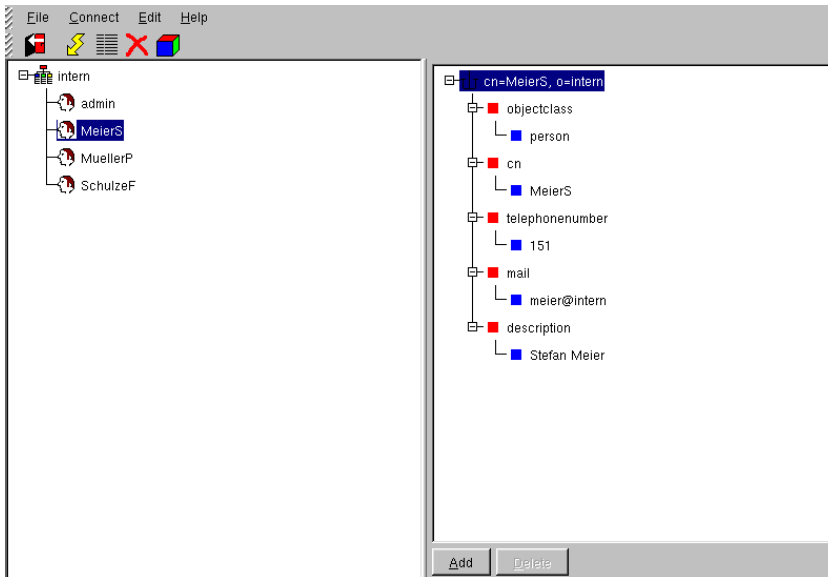 File Connect Edit Help
intern
admin
MeierS
MuellerP
SchulzeF
cn=MeierS, o=intern
objectclass
person
cn
MeierS
telephonenumber
151
mail
meier@intern
description
Stefan Meier
Add Delete